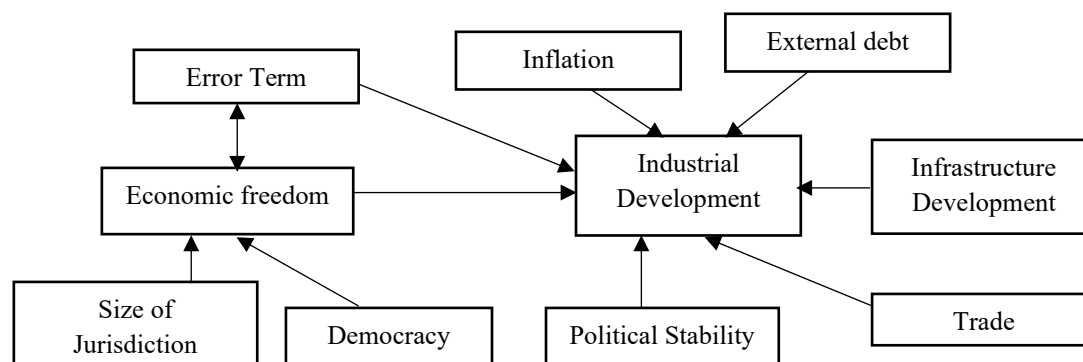 External debt
Inflation
Error Term
Industrial
Development
Infrastructure
Development
Economic freedom
Size of
Jurisdiction
Democracy
Political Stability
Trade